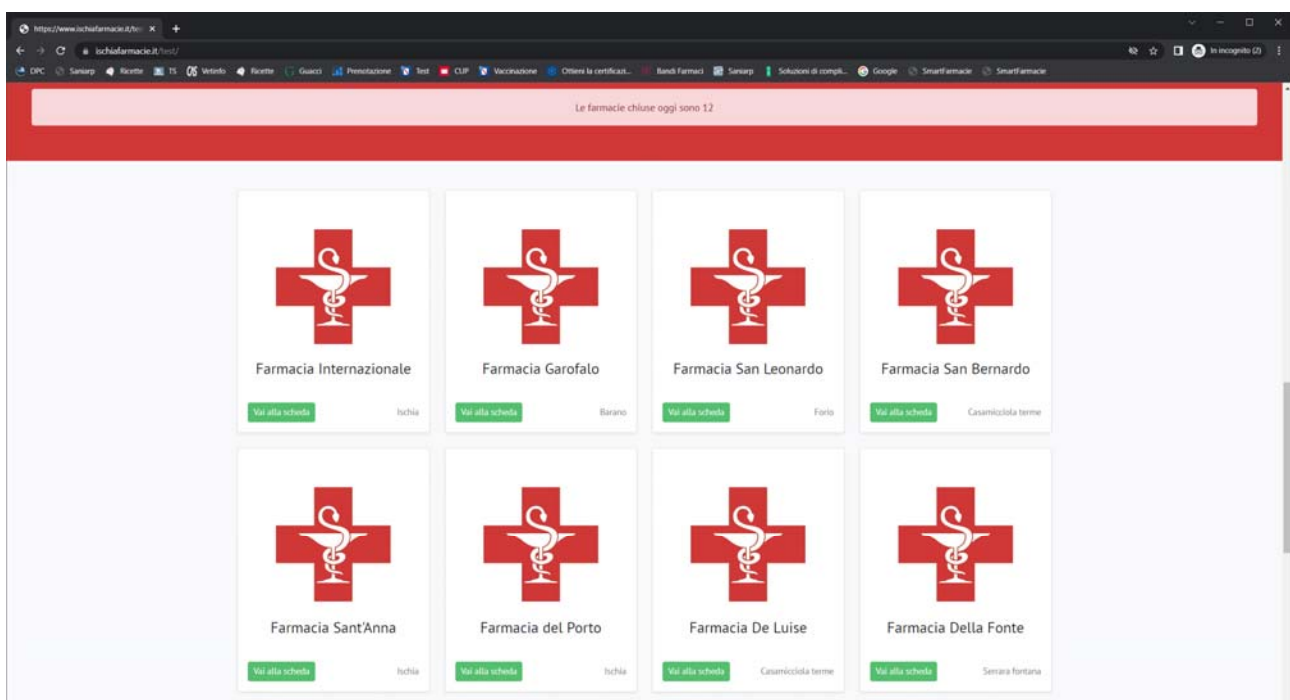 https://www.ischiafarmacie.it/te
ischiafarmacie.it/test/
In incognito (2)
DPC Saniarp Ricette TS Vetinfo Ricette Guacci Prenotazione Test CUP Vaccinazione Ottieni la certificazi... Bandi Farmaci Saniarp Soluzioni di compli... Google SmartFarmacie SmartFarmacie
Le farmacie chiuse oggi sono 12
Farmacia Internazionale
Vai alla scheda Ischia
Farmacia Garofalo
Vai alla scheda Barano
Farmacia San Leonardo
Vai alla scheda Forio
Farmacia San Bernardo
Vai alla scheda Casamicciola terme
Farmacia Sant'Anna
Vai alla scheda Ischia
Farmacia del Porto
Vai alla scheda Ischia
Farmacia De Luise
Vai alla scheda Casamicciola terme
Farmacia Della Fonte
Vai alla scheda Serrara fontana